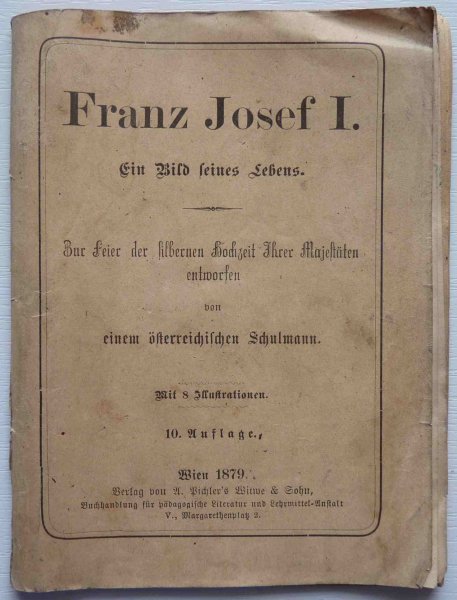 Franz Josef I.
Ein Bild seines Lebens.
Zur Feier der silbernen Hochzeit Ihrer Majestäten
entworfen
von
einem österreichischen Schulmann.
Mit 8 Illustrationen.
10. Auflage.
Wien 1879.
Verlag von A. Pichler's Witwe & Sohn,
Buchhandlung für pädagogische Literatur und Lehrmittel-Anstalt
V., Margarethenplatz 2.